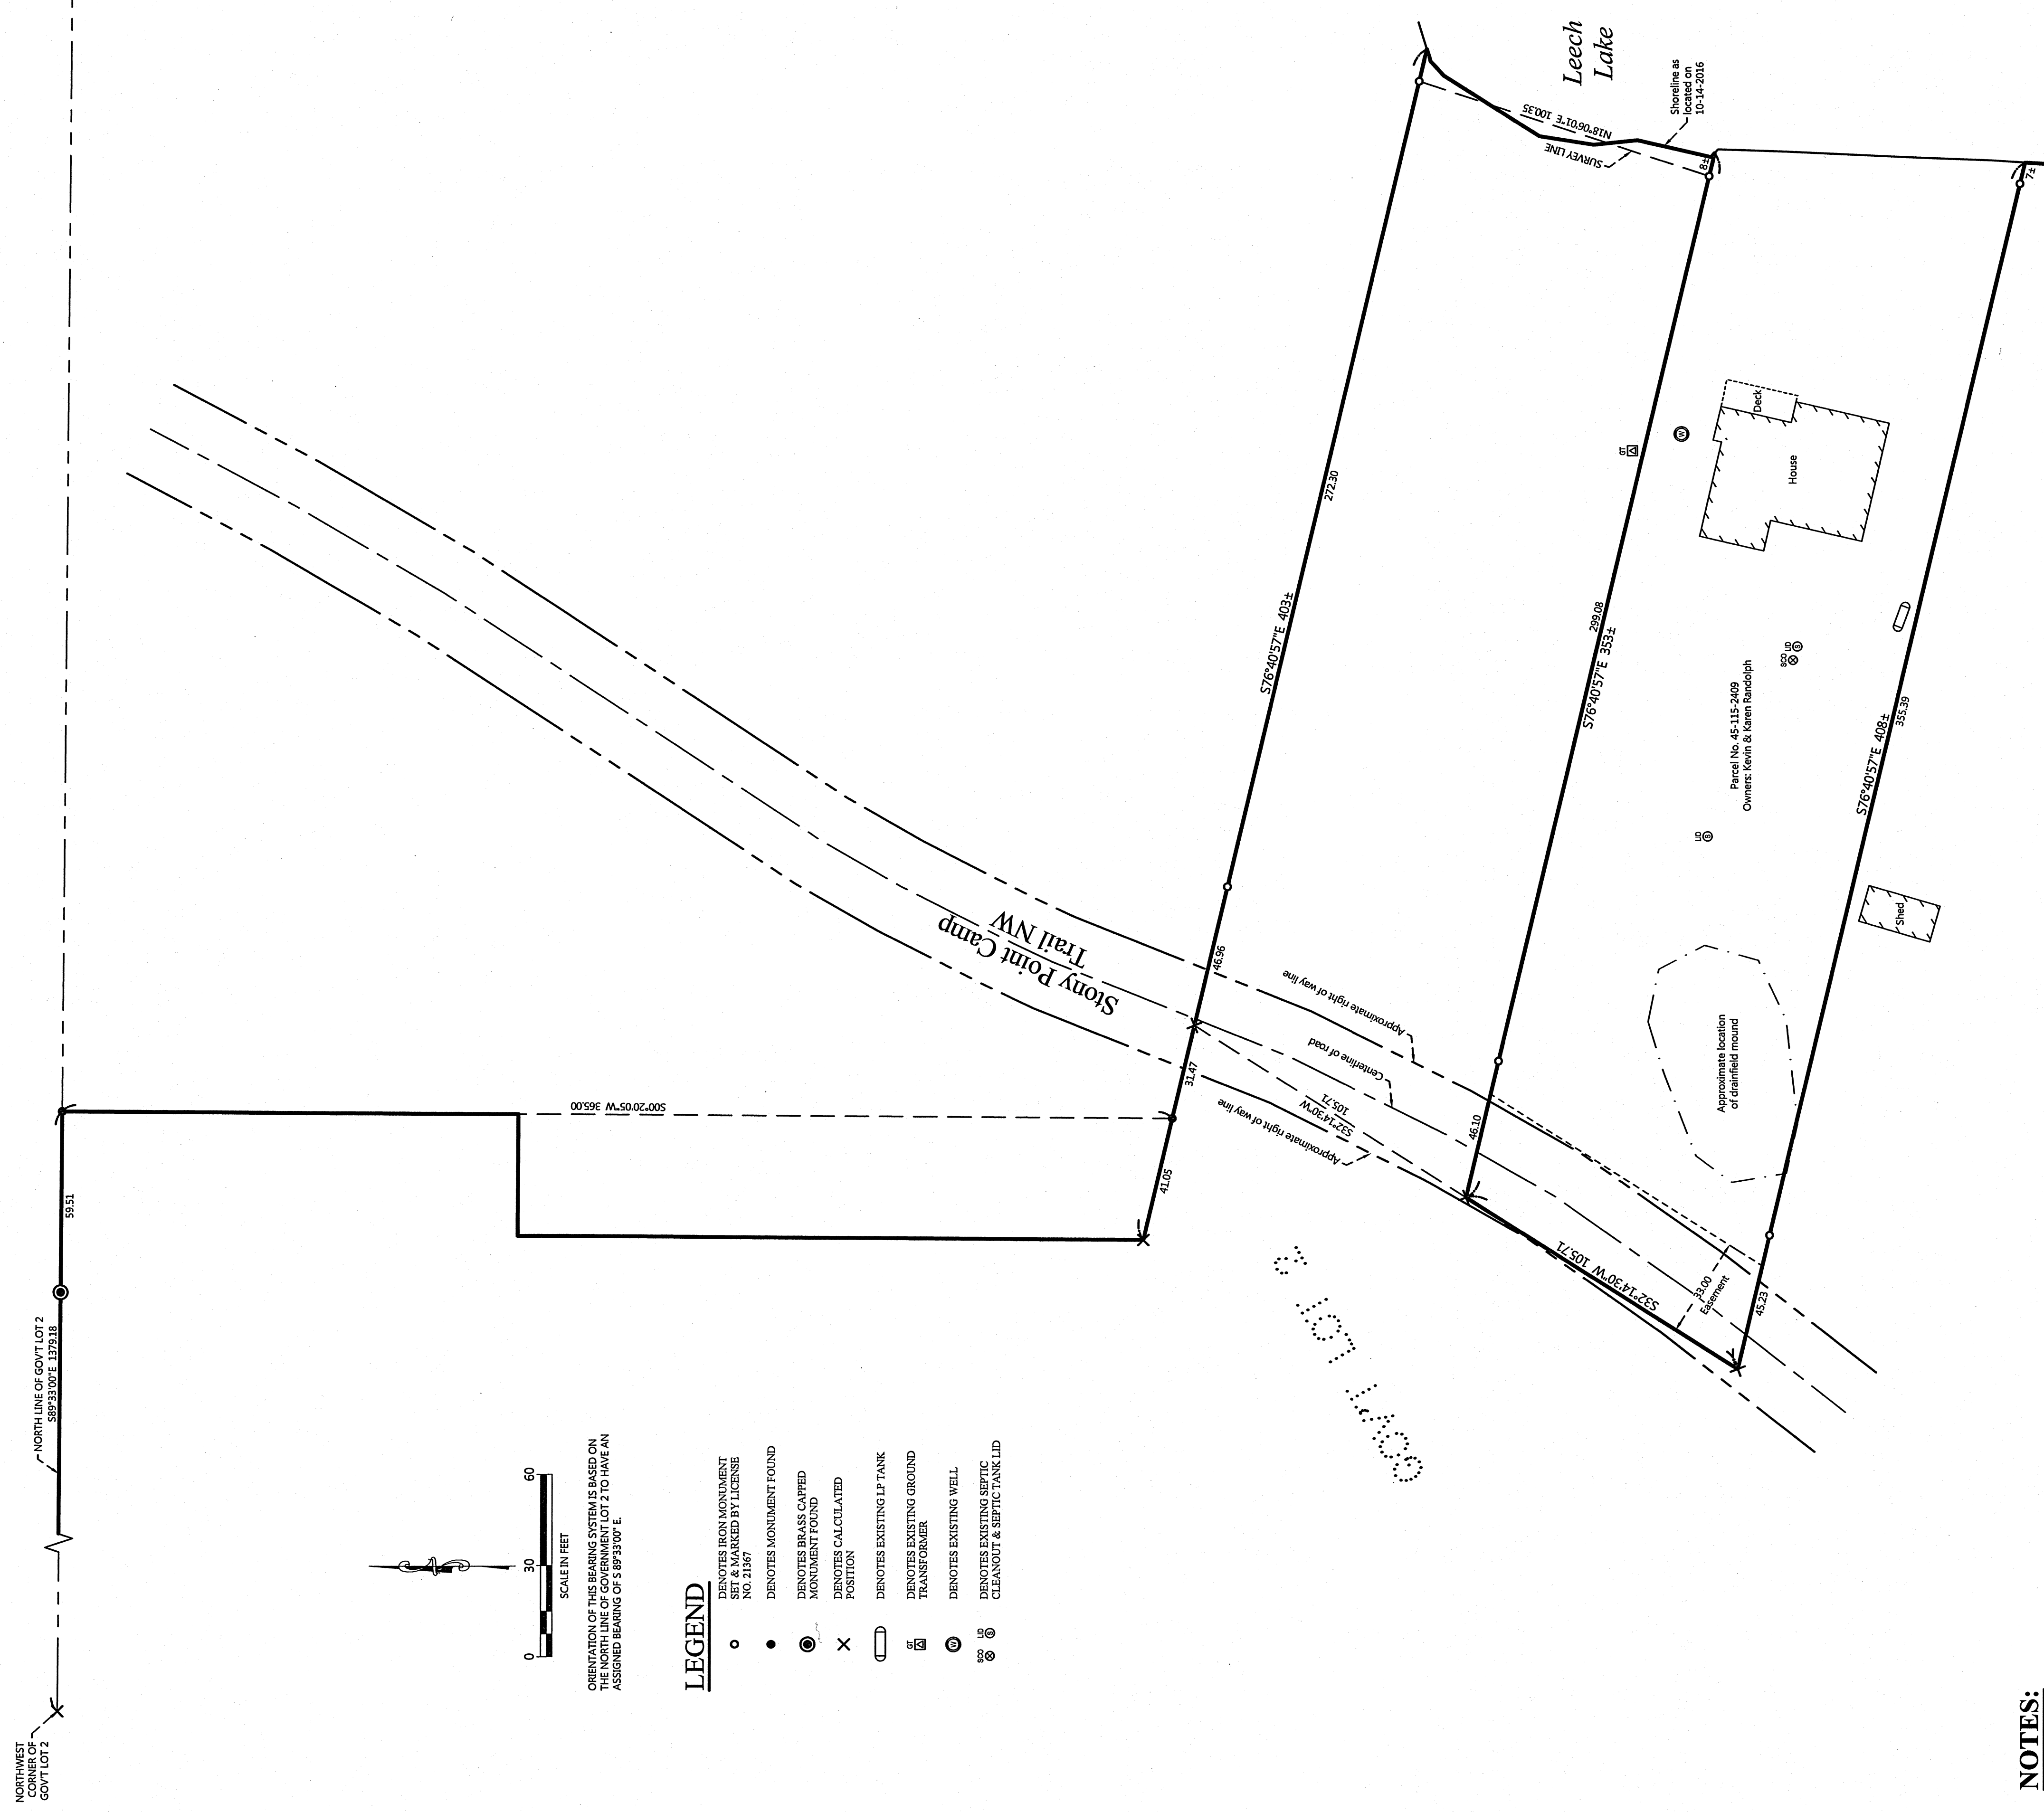 NORTHWEST
CORNER OF
GOV'T LOT 2
NORTH LINE OF GOV'T LOT 2
S89°33'00"E 1379.18
59.51
S00°20'05"W 365.00
Stony Point Camp
Trail NW
41.05
31.47
46.96
272.30
S76°40'57"E 403±
Leech
Lake
N18°06'01"E 100.35
SURVEY LINE
Shoreline as
located on
10-14-2016
8±
7±
Approximate right of way line
Centerline of road
S32°14'30"W
105.71
Approximate right of way line
46.10
299.08
S76°40'57"E 353±
GT
W
Deck
House
SCO LID
S
Parcel No. 45-115-2409
Owners: Kevin & Karen Randolph
LID
S
S76°40'57"E 408±
355.39
Shed
Approximate location
of drainfield mound
S32°14'30"W 105.71
33.00
Easement
45.23
GOV'T LOT 2
0 30 60
SCALE IN FEET
ORIENTATION OF THIS BEARING SYSTEM IS BASED ON
THE NORTH LINE OF GOVERNMENT LOT 2 TO HAVE AN
ASSIGNED BEARING OF S 89°33'00" E.
LEGEND
DENOTES IRON MONUMENT
SET & MARKED BY LICENSE
NO. 21367
DENOTES MONUMENT FOUND
DENOTES BRASS CAPPED
MONUMENT FOUND
DENOTES CALCULATED
POSITION
DENOTES EXISTING LP TANK
GT
DENOTES EXISTING GROUND
TRANSFORMER
W
DENOTES EXISTING WELL
SCO LID
S
DENOTES EXISTING SEPTIC
CLEANOUT & SEPTIC TANK LID
NOTES: